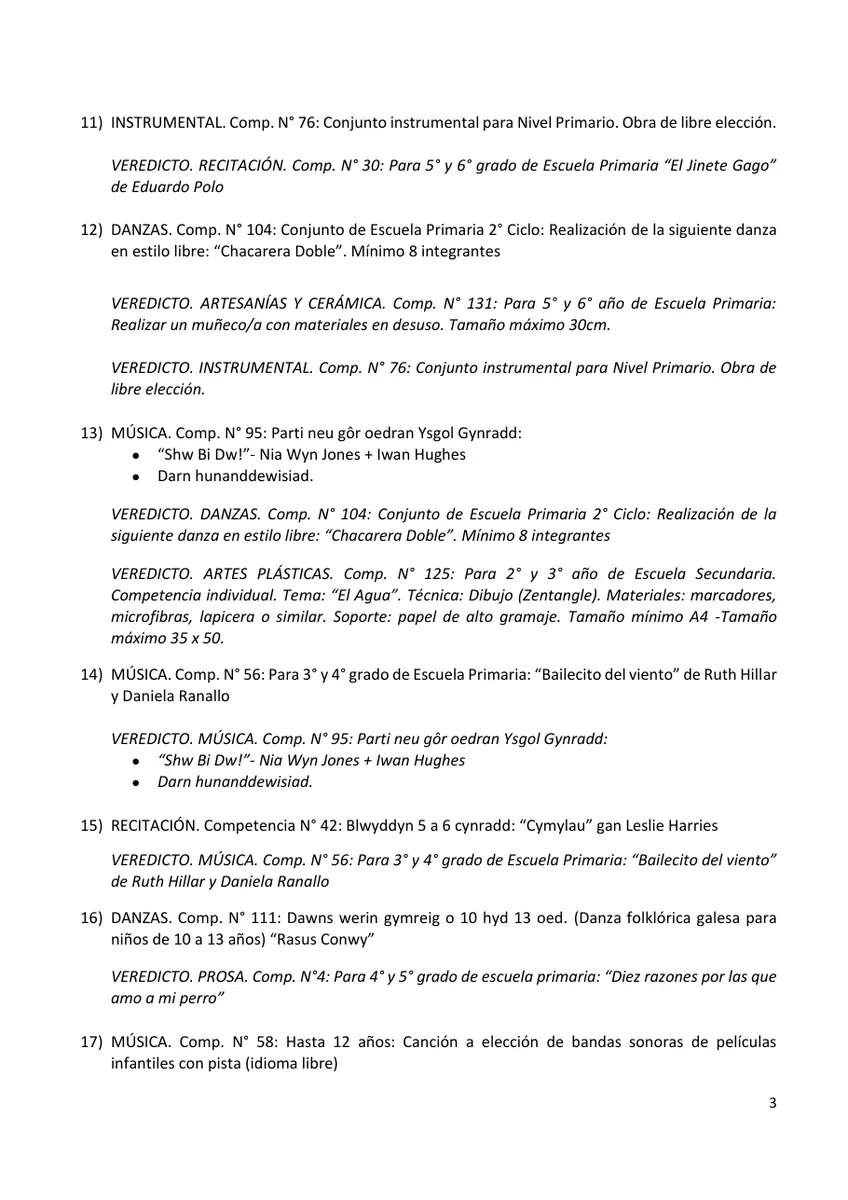 11) INSTRUMENTAL. Comp. N° 76: Conjunto instrumental para Nivel Primario. Obra de libre elección.
VEREDICTO. RECITACIÓN. Comp. N° 30: Para 5° y 6° grado de Escuela Primaria “El Jinete Gago”
de Eduardo Polo
12) DANZAS. Comp. N° 104: Conjunto de Escuela Primaria 2° Ciclo: Realización de la siguiente danza
en estilo libre: “Chacarera Doble”. Mínimo 8 integrantes
VEREDICTO. ARTESANÍAS Y CERÁMICA. Comp. N° 131: Para 5° y 6° año de Escuela Primaria:
Realizar un muñeco/a con materiales en desuso. Tamaño máximo 30cm.
VEREDICTO. INSTRUMENTAL. Comp. N° 76: Conjunto instrumental para Nivel Primario. Obra de
libre elección.
13) MÚSICA. Comp. N° 95: Parti neu gôr oedran Ysgol Gynradd:
● “Shw Bi Dw!”- Nia Wyn Jones + Iwan Hughes
● Darn hunanddewisiad.
VEREDICTO. DANZAS. Comp. N° 104: Conjunto de Escuela Primaria 2° Ciclo: Realización de la
siguiente danza en estilo libre: “Chacarera Doble”. Mínimo 8 integrantes
VEREDICTO. ARTES PLÁSTICAS. Comp. N° 125: Para 2° y 3° año de Escuela Secundaria.
Competencia individual. Tema: “El Agua”. Técnica: Dibujo (Zentangle). Materiales: marcadores,
microfibras, lapicera o similar. Soporte: papel de alto gramaje. Tamaño mínimo A4 -Tamaño
máximo 35 x 50.
14) MÚSICA. Comp. N° 56: Para 3° y 4° grado de Escuela Primaria: “Bailecito del viento” de Ruth Hillar
y Daniela Ranallo
VEREDICTO. MÚSICA. Comp. N° 95: Parti neu gôr oedran Ysgol Gynradd:
● “Shw Bi Dw!”- Nia Wyn Jones + Iwan Hughes
● Darn hunanddewisiad.
15) RECITACIÓN. Competencia N° 42: Blwyddyn 5 a 6 cynradd: “Cymylau” gan Leslie Harries
VEREDICTO. MÚSICA. Comp. N° 56: Para 3° y 4° grado de Escuela Primaria: “Bailecito del viento”
de Ruth Hillar y Daniela Ranallo
16) DANZAS. Comp. N° 111: Dawns werin gymreig o 10 hyd 13 oed. (Danza folklórica galesa para
niños de 10 a 13 años) “Rasus Conwy”
VEREDICTO. PROSA. Comp. N°4: Para 4° y 5° grado de escuela primaria: “Diez razones por las que
amo a mi perro”
17) MÚSICA. Comp. N° 58: Hasta 12 años: Canción a elección de bandas sonoras de películas
infantiles con pista (idioma libre)
3